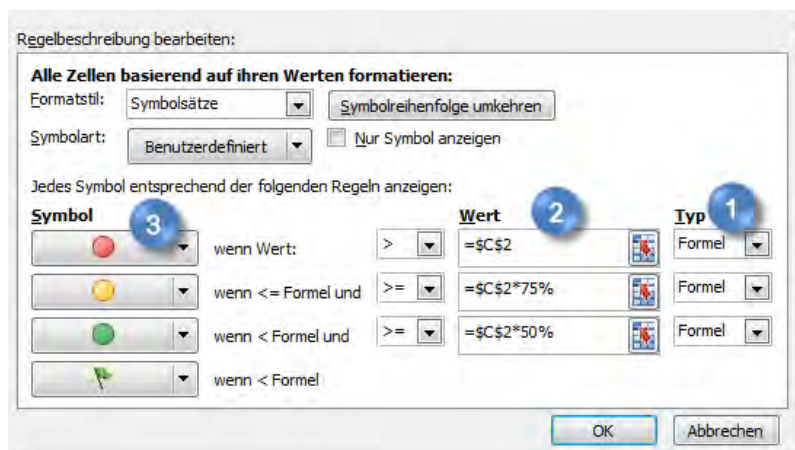 Regelbeschreibung bearbeiten:
Alle Zellen basierend auf ihren Werten formatieren:
Formatstil: Symbolsätze Symbolreihenfolge umkehren
Symbolart: Benutzerdefiniert Nur Symbol anzeigen
Jedes Symbol entsprechend der folgenden Regeln anzeigen:
Symbol 3 Wert 2 Typ 1
wenn Wert: > =$C$2 Formel
wenn <= Formel und >= =$C$2*75% Formel
wenn < Formel und >= =$C$2*50% Formel
wenn < Formel
OK Abbrechen